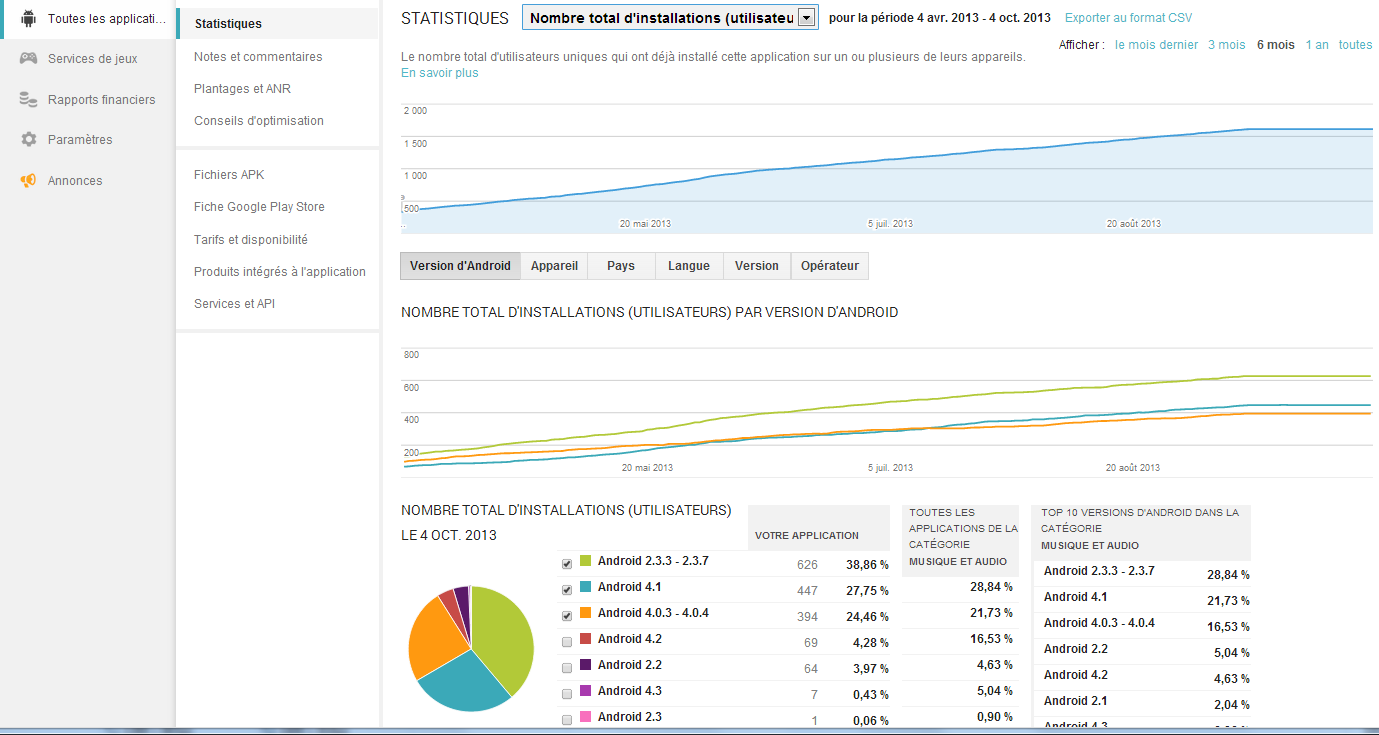 Toutes les applicati...
Services de jeux
Rapports financiers
Paramètres
Annonces
Statistiques
Notes et commentaires
Plantages et ANR
Conseils d'optimisation
Fichiers APK
Fiche Google Play Store
Tarifs et disponibilité
Produits intégrés à l'application
Services et API
STATISTIQUES Nombre total d'installations (utilisateu pour la période 4 avr. 2013 - 4 oct. 2013 Exporter au format CSV
Afficher : le mois dernier 3 mois 6 mois 1 an toutes
Le nombre total d'utilisateurs uniques qui ont déjà installé cette application sur un ou plusieurs de leurs appareils.
En savoir plus
2 000
1 500
1 000
500
20 mai 2013 5 juil. 2013 20 août 2013
Version d'Android Appareil Pays Langue Version Opérateur
NOMBRE TOTAL D'INSTALLATIONS (UTILISATEURS) PAR VERSION D'ANDROID
800
600
400
200
20 mai 2013 5 juil. 2013 20 août 2013
NOMBRE TOTAL D'INSTALLATIONS (UTILISATEURS)
LE 4 OCT. 2013
VOTRE APPLICATION
Android 2.3.3 - 2.3.7 626 38,86 %
Android 4.1 447 27,75 %
Android 4.0.3 - 4.0.4 394 24,46 %
Android 4.2 69 4,28 %
Android 2.2 64 3,97 %
Android 4.3 7 0,43 %
Android 2.3 1 0,06 %
TOUTES LES
APPLICATIONS DE LA
CATÉGORIE
MUSIQUE ET AUDIO
28,84 %
21,73 %
16,53 %
4,63 %
5,04 %
0,90 %
TOP 10 VERSIONS D'ANDROID DANS LA
CATÉGORIE
MUSIQUE ET AUDIO
Android 2.3.3 - 2.3.7 28,84 %
Android 4.1 21,73 %
Android 4.0.3 - 4.0.4 16,53 %
Android 2.2 5,04 %
Android 4.2 4,63 %
Android 2.1 2,04 %
Android 4.3